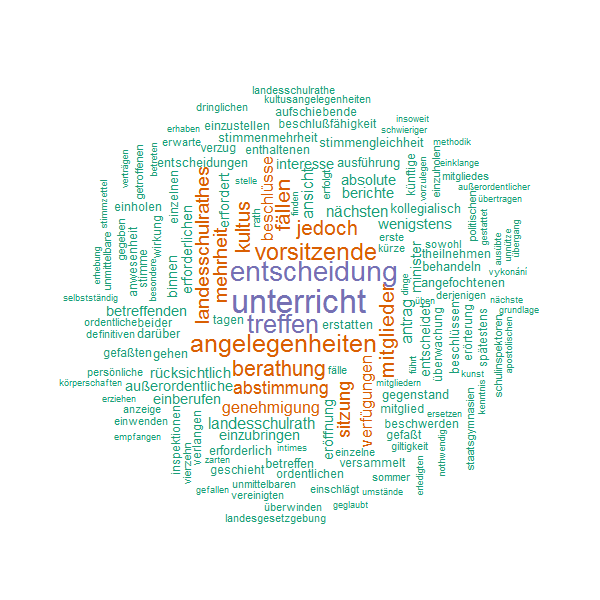 landesschulrathe
kultusangelegenheiten
dringlichen
aufschiebende
insoweit
erhaben
einzustellen
beschlußfähigkeit
schwieriger
stimmenmehrheit
stimmengleichheit
methodik
erwarte
verzug
enthaltenen
entscheidungen
interesse
ausführung
einklange
verträgen
getroffenen
betreten
stelle
erfolgt
absolute
künftige
vorzulegen
einzuholen
mitgliedes
außerordentlicher
berichte
übertragen
stimmzettel
einholen
einzelnen
landesschulrathes
erfordert
kultus
rath
beschlüsse
fällen
finden
ansicht
nächsten
kollegialisch
politischen
gestattet
unmittelbare
gegeben
anwesenheit
wirkung
erforderlichen
mehrheit
jedoch
wenigstens
ausübte
unnütze
übergang
erhebung
stimme
besondere
binnen
vorsitzende
erste
kürze
sowohl
theilnehmen
minister
behandeln
vykonání
entscheidung
dinge
angefochtenen
selbstständig
betreffenden
unterricht
mitglieder
üben
derjenigen
nächste
grundlage
ordentliche
beider
tagen
treffen
erstatten
antrag
entscheidet
überwachung
beschlüssen
erörterung
spätestens
schulinspektoren
apostolischen
definitiven
darüber
angelegenheiten
gefaßten
gehen
führt
persönliche
rücksichtlich
berathung
fälle
kunst
körperschaften
außerordentliche
abstimmung
mitgliedern
kenntnis
erziehen
einberufen
sitzung
verfügungen
gegenstand
anzeige
genehmigung
mitglied
ersetzen
staatsgymnasien
einwenden
landesschulrath
beschwerden
empfangen
einzubringen
eröffnung
gefaßt
giltigkeit
notwendig
inspektionen
vierzehn
verlangen
erforderlich
intimes
einzelne
zarten
geschieht
betreffen
versammelt
ordentlichen
sommer
erledigten
gefallen
unmittelbaren
einschlägt
umstände
vereinigten
überwinden
geglaubt
landesgesetzgebung